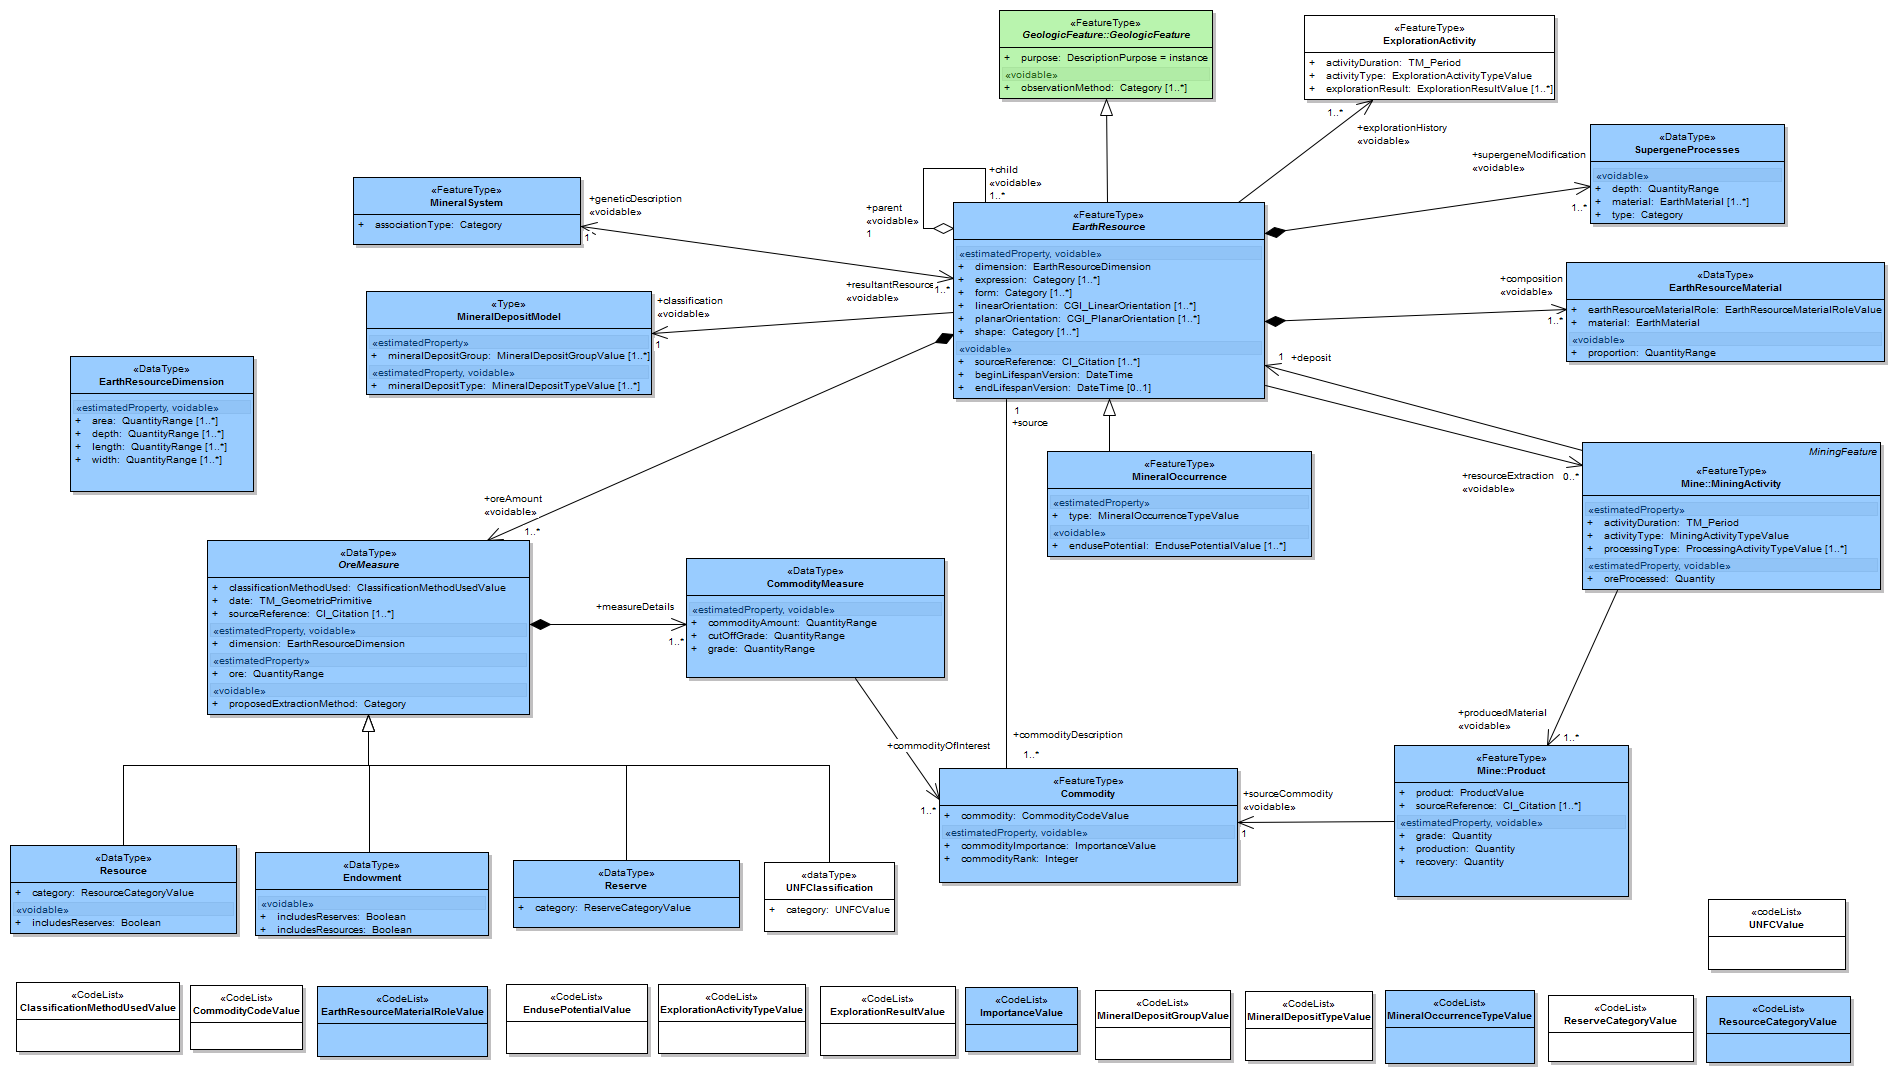 «FeatureType»
GeologicFeature::GeologicFeature
+ purpose: DescriptionPurpose = instance
«voidable»
+ observationMethod: Category [1..*]
«FeatureType»
ExplorationActivity
+ activityDuration: TM_Period
+ activityType: ExplorationActivityTypeValue
+ explorationResult: ExplorationResultValue [1..*]
1..*
+explorationHistory
«voidable»
«DataType»
SupergeneProcesses
«voidable»
+ depth: QuantityRange
+ material: EarthMaterial [1..*]
+ type: Category
+supergeneModification
«voidable»
1..*
+child
«voidable»
1..*
+parent
«voidable»
1
«FeatureType»
MineralSystem
+ associationType: Category
+geneticDescription
«voidable»
1
«FeatureType»
EarthResource
«estimatedProperty, voidable»
+ dimension: EarthResourceDimension
+ expression: Category [1..*]
+ form: Category [1..*]
+ linearOrientation: CGI_LinearOrientation [1..*]
+ planarOrientation: CGI_PlanarOrientation [1..*]
+ shape: Category [1..*]
«voidable»
+ sourceReference: CI_Citation [1..*]
+ beginLifespanVersion: DateTime
+ endLifespanVersion: DateTime [0..1]
+resultantResource
«voidable»
1..*
+composition
«voidable»
1..*
«DataType»
EarthResourceMaterial
+ earthResourceMaterialRole: EarthResourceMaterialRoleValue
+ material: EarthMaterial
«voidable»
+ proportion: QuantityRange
«Type»
MineralDepositModel
«estimatedProperty»
+ mineralDepositGroup: MineralDepositGroupValue [1..*]
«estimatedProperty, voidable»
+ mineralDepositType: MineralDepositTypeValue [1..*]
+classification
«voidable»
1
«DataType»
EarthResourceDimension
«estimatedProperty, voidable»
+ area: QuantityRange [1..*]
+ depth: QuantityRange [1..*]
+ length: QuantityRange [1..*]
+ width: QuantityRange [1..*]
1 +deposit
1
+source
«FeatureType»
MineralOccurrence
«estimatedProperty»
+ type: MineralOccurrenceTypeValue
«voidable»
+ endusePotential: EndusePotentialValue [1..*]
+resourceExtraction
«voidable»
0..*
MiningFeature
«FeatureType»
Mine::MiningActivity
«estimatedProperty»
+ activityDuration: TM_Period
+ activityType: MiningActivityTypeValue
+ processingType: ProcessingActivityTypeValue [1..*]
«estimatedProperty, voidable»
+ oreProcessed: Quantity
+oreAmount
«voidable»
1..*
«DataType»
OreMeasure
+ classificationMethodUsed: ClassificationMethodUsedValue
+ date: TM_GeometricPrimitive
+ sourceReference: CI_Citation [1..*]
«estimatedProperty, voidable»
+ dimension: EarthResourceDimension
«estimatedProperty»
+ ore: QuantityRange
«voidable»
+ proposedExtractionMethod: Category
+measureDetails
1..*
«DataType»
CommodityMeasure
«estimatedProperty, voidable»
+ commodityAmount: QuantityRange
+ cutOffGrade: QuantityRange
+ grade: QuantityRange
+commodityOfInterest
1..*
+commodityDescription
1..*
«FeatureType»
Commodity
+ commodity: CommodityCodeValue
«estimatedProperty, voidable»
+ commodityImportance: ImportanceValue
+ commodityRank: Integer
+sourceCommodity
«voidable»
1
+producedMaterial
«voidable»
1..*
«FeatureType»
Mine::Product
+ product: ProductValue
+ sourceReference: CI_Citation [1..*]
«estimatedProperty, voidable»
+ grade: Quantity
+ production: Quantity
+ recovery: Quantity
«DataType»
Resource
+ category: ResourceCategoryValue
«voidable»
+ includesReserves: Boolean
«DataType»
Endowment
«voidable»
+ includesReserves: Boolean
+ includesResources: Boolean
«DataType»
Reserve
+ category: ReserveCategoryValue
«dataType»
UNFClassification
+ category: UNFCValue
«codeList»
UNFCValue
«CodeList»
ClassificationMethodUsedValue
«CodeList»
CommodityCodeValue
«CodeList»
EarthResourceMaterialRoleValue
«CodeList»
EndusePotentialValue
«CodeList»
ExplorationActivityTypeValue
«CodeList»
ExplorationResultValue
«CodeList»
ImportanceValue
«CodeList»
MineralDepositGroupValue
«CodeList»
MineralDepositTypeValue
«CodeList»
MineralOccurrenceTypeValue
«CodeList»
ReserveCategoryValue
«CodeList»
ResourceCategoryValue